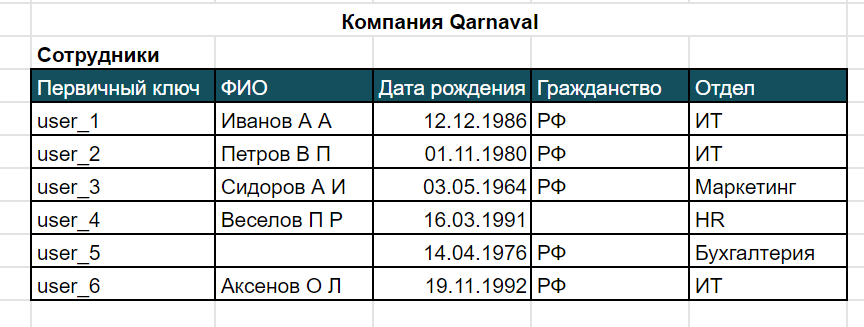 Компания Qarnaval
Сотрудники
Первичный ключ ФИО Дата рождения Гражданство Отдел
user_1 Иванов А А 12.12.1986 РФ ИТ
user_2 Петров В П 01.11.1980 РФ ИТ
user_3 Сидоров А И 03.05.1964 РФ Маркетинг
user_4 Веселов П Р 16.03.1991 HR
user_5 14.04.1976 РФ Бухгалтерия
user_6 Аксенов О Л 19.11.1992 РФ ИТ